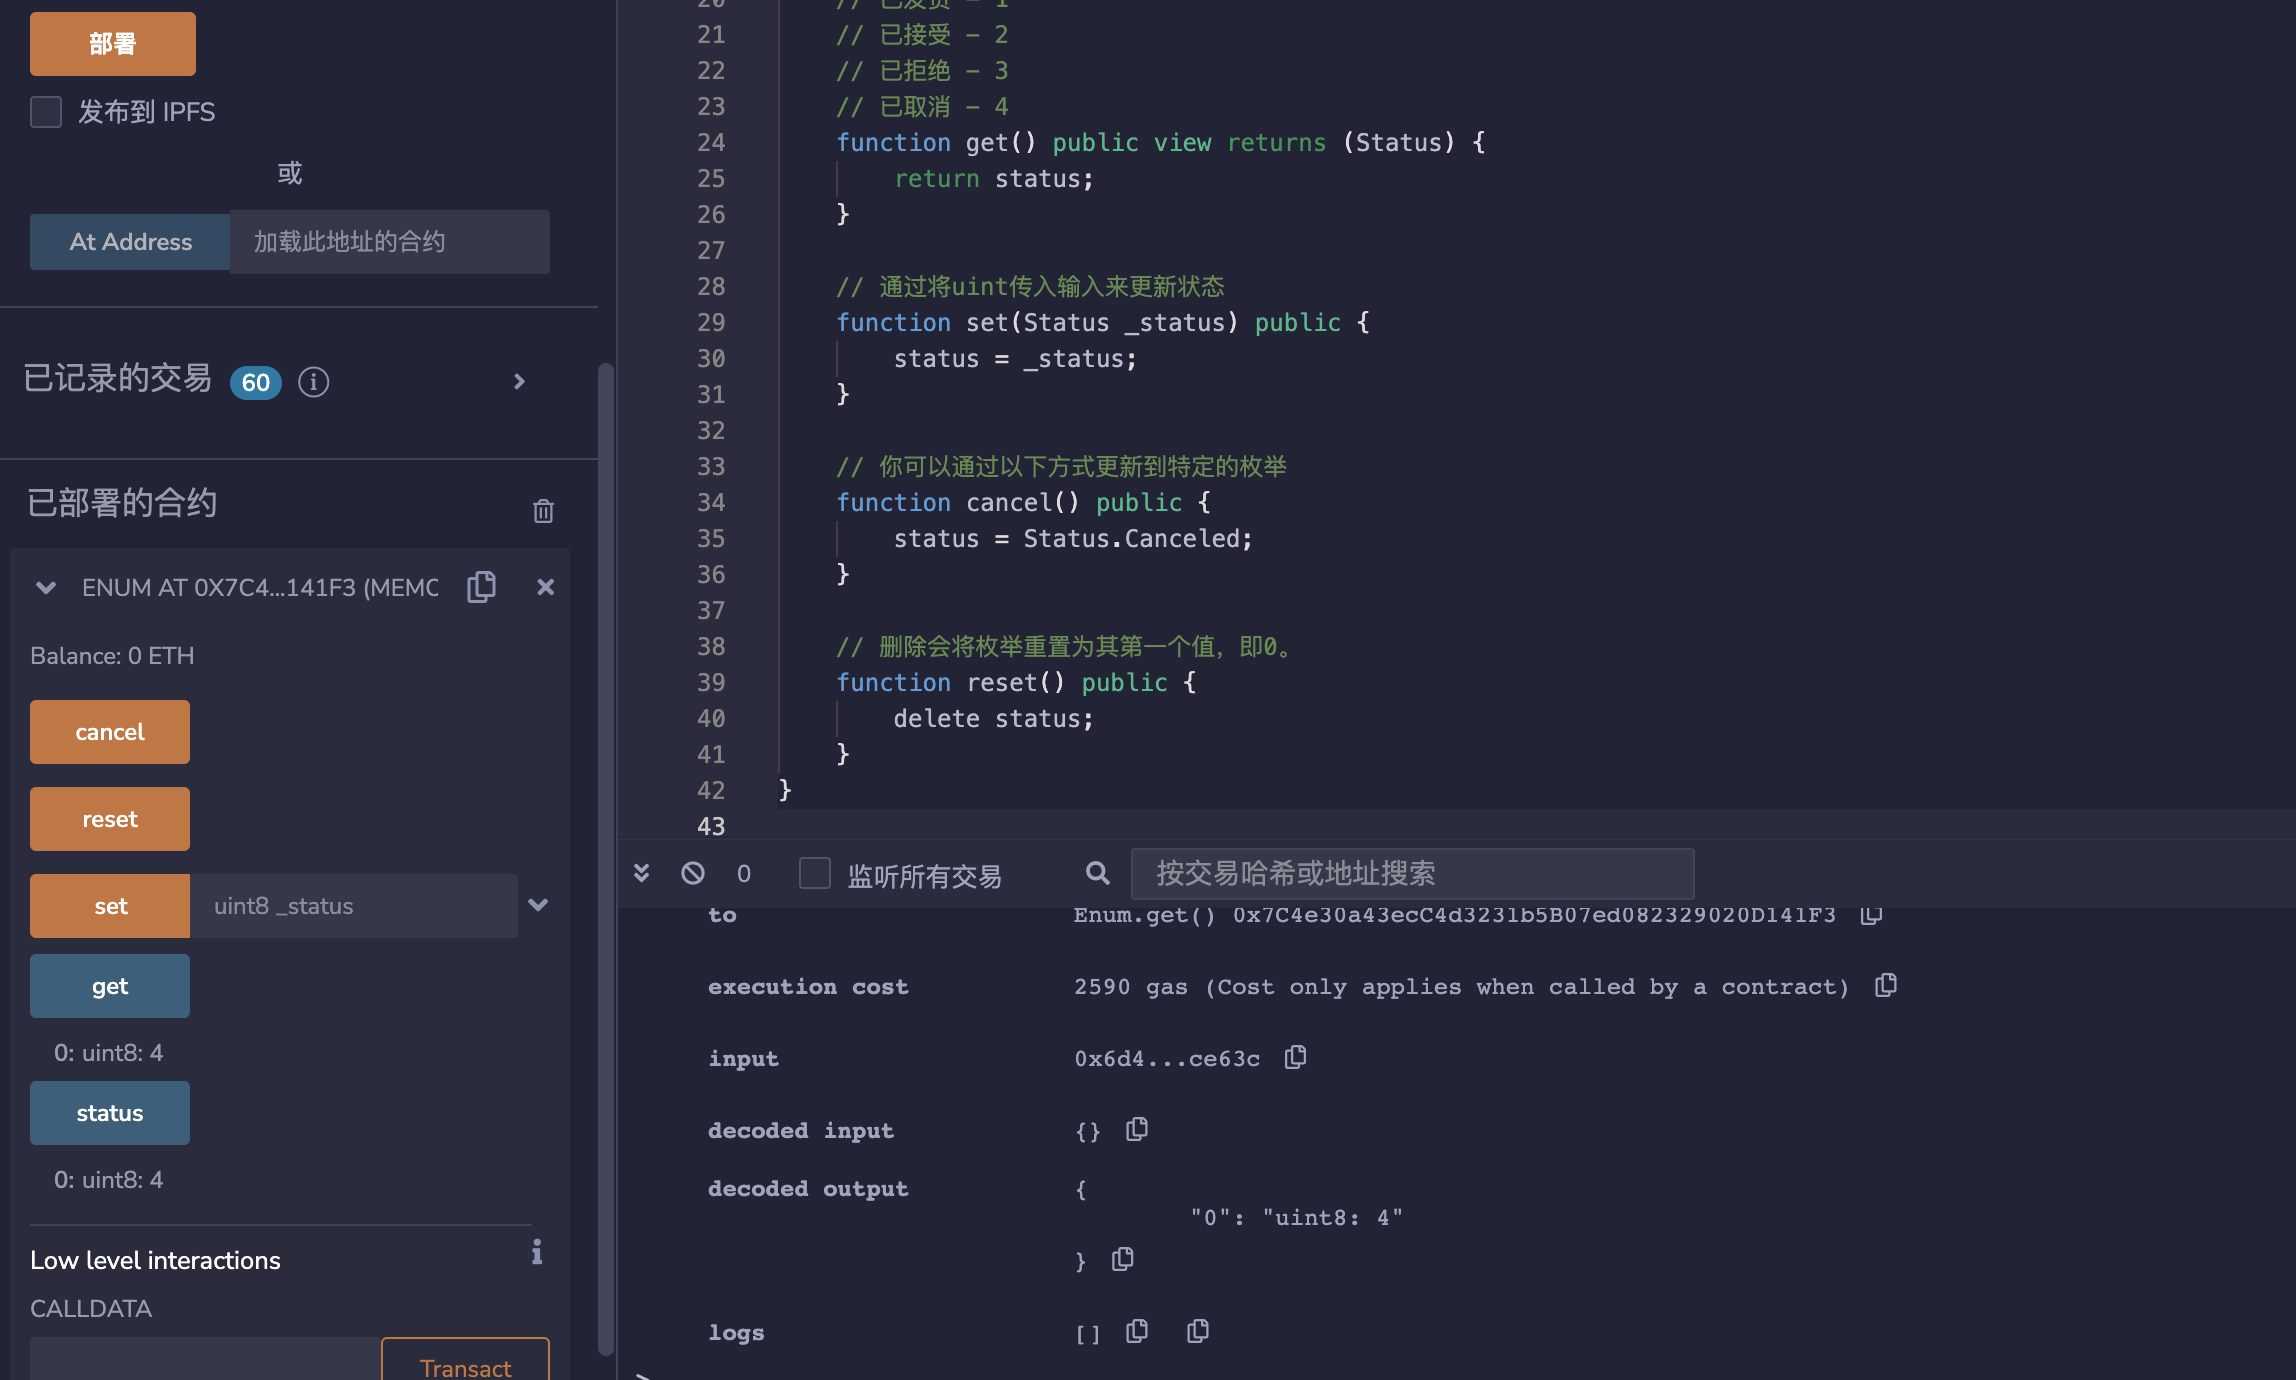 部署
发布到 IPFS
或
At Address 加载此地址的合约
已记录的交易 60
已部署的合约
ENUM AT 0X7C4...141F3 (MEMC
Balance: 0 ETH
cancel
reset
set uint8 _status
get
0: uint8: 4
status
0: uint8: 4
Low level interactions
CALLDATA
Transact
20 // 已发货 - 1
21 // 已接受 - 2
22 // 已拒绝 - 3
23 // 已取消 - 4
24 function get() public view returns (Status) {
25 return status;
26 }
27
28 // 通过将uint传入输入来更新状态
29 function set(Status _status) public {
30 status = _status;
31 }
32
33 // 你可以通过以下方式更新到特定的枚举
34 function cancel() public {
35 status = Status.Canceled;
36 }
37
38 // 删除会将枚举重置为其第一个值，即0。
39 function reset() public {
40 delete status;
41 }
42 }
43
0 监听所有交易 按交易哈希或地址搜索
to Enum.get() 0x7C4e30a43ecC4d3231b5B07ed082329020D141F3
execution cost 2590 gas (Cost only applies when called by a contract)
input 0x6d4...ce63c
decoded input {}
decoded output {
"0": "uint8: 4"
}
logs []
>